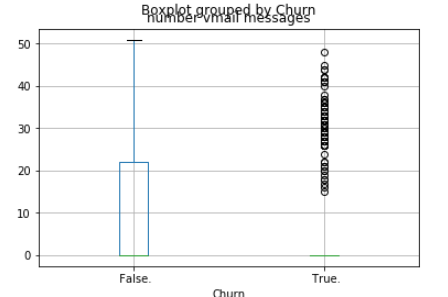 Boxplot grouped by Churn
number vmail messages
50
40
30
20
10
0
False.
True.
Churn